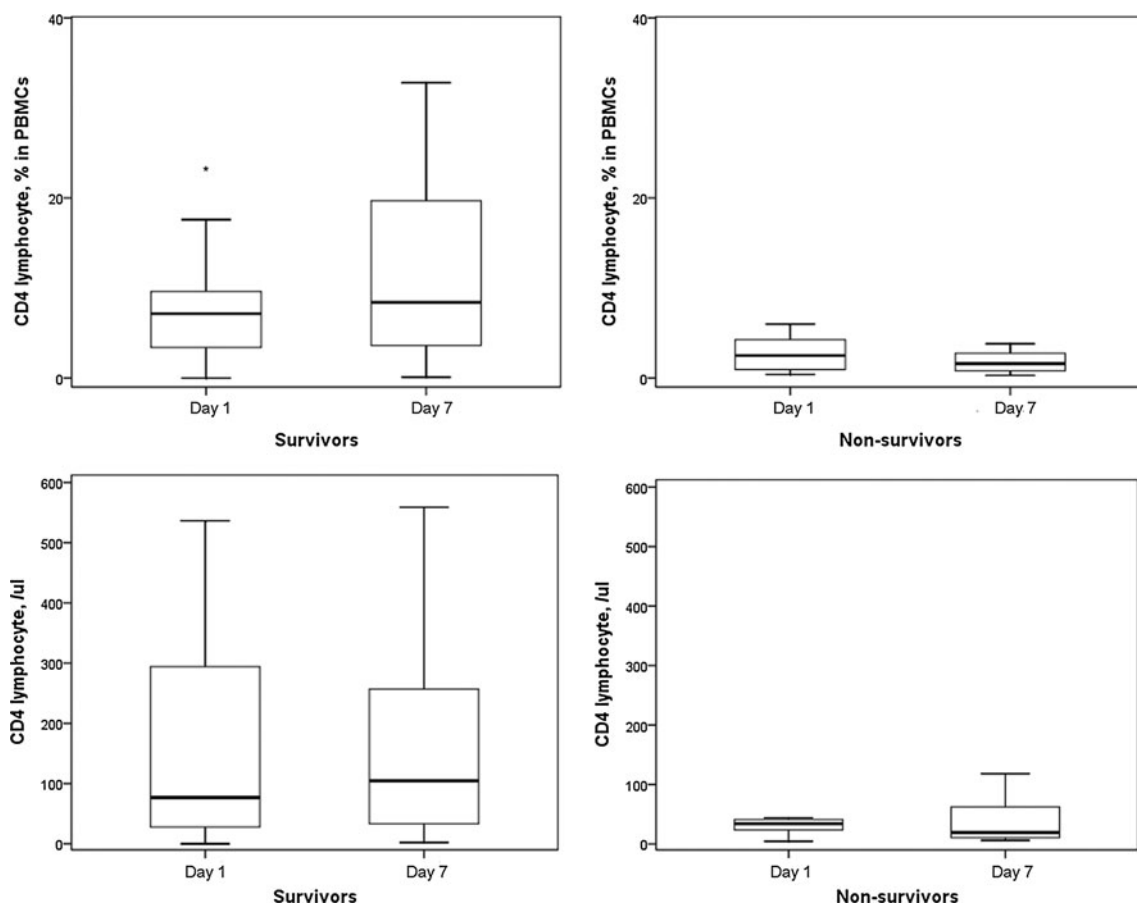 CD4 lymphocyte, % in PBMCs
40
20
0
*
Day 1
Day 7
Survivors
CD4 lymphocyte, % in PBMCs
40
20
0
Day 1
Day 7
Non-survivors
CD4 lymphocyte, /ul
600
500
400
300
200
100
0
Day 1
Day 7
Survivors
CD4 lymphocyte, /ul
600
500
400
300
200
100
0
Day 1
Day 7
Non-survivors